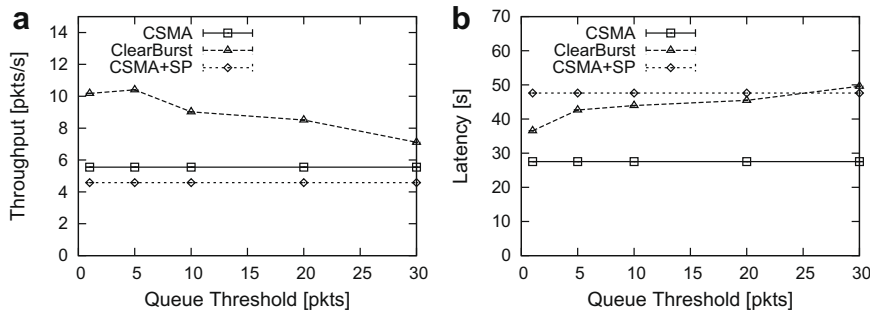 a
14
12
10
8
6
4
2
0
Throughput [pkts/s]
CSMA
ClearBurst
CSMA+SP
0 5 10 15 20 25 30
Queue Threshold [pkts]
b
70
60
50
40
30
20
10
0
Latency [s]
CSMA
ClearBurst
CSMA+SP
0 5 10 15 20 25 30
Queue Threshold [pkts]